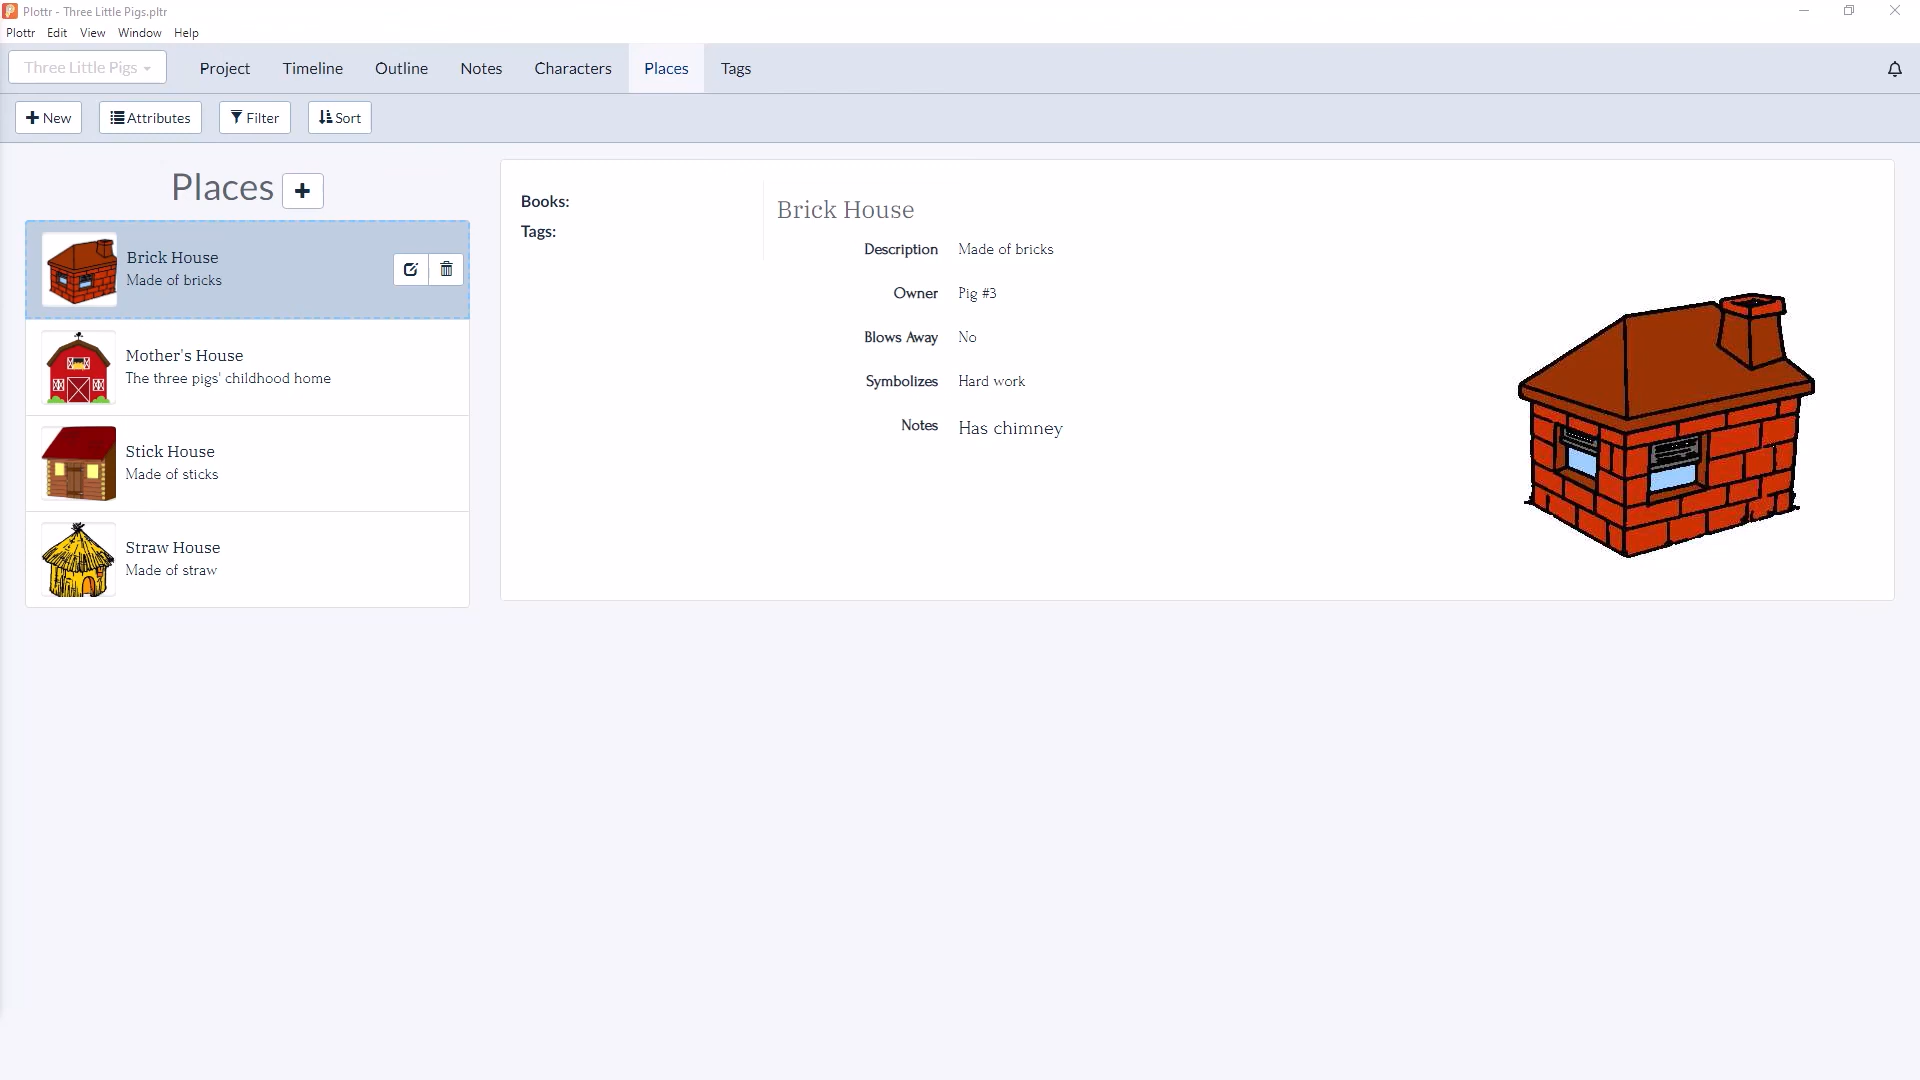 Plottr - Three Little Pigs.pltr
Plottr Edit View Window Help
Three Little Pigs Project Timeline Outline Notes Characters Places Tags
New Attributes Filter Sort
Places
Brick House
Made of bricks
Mother's House
The three pigs' childhood home
Stick House
Made of sticks
Straw House
Made of straw
Books:
Tags:
Brick House
Description Made of bricks
Owner Pig #3
Blows Away No
Symbolizes Hard work
Notes Has chimney